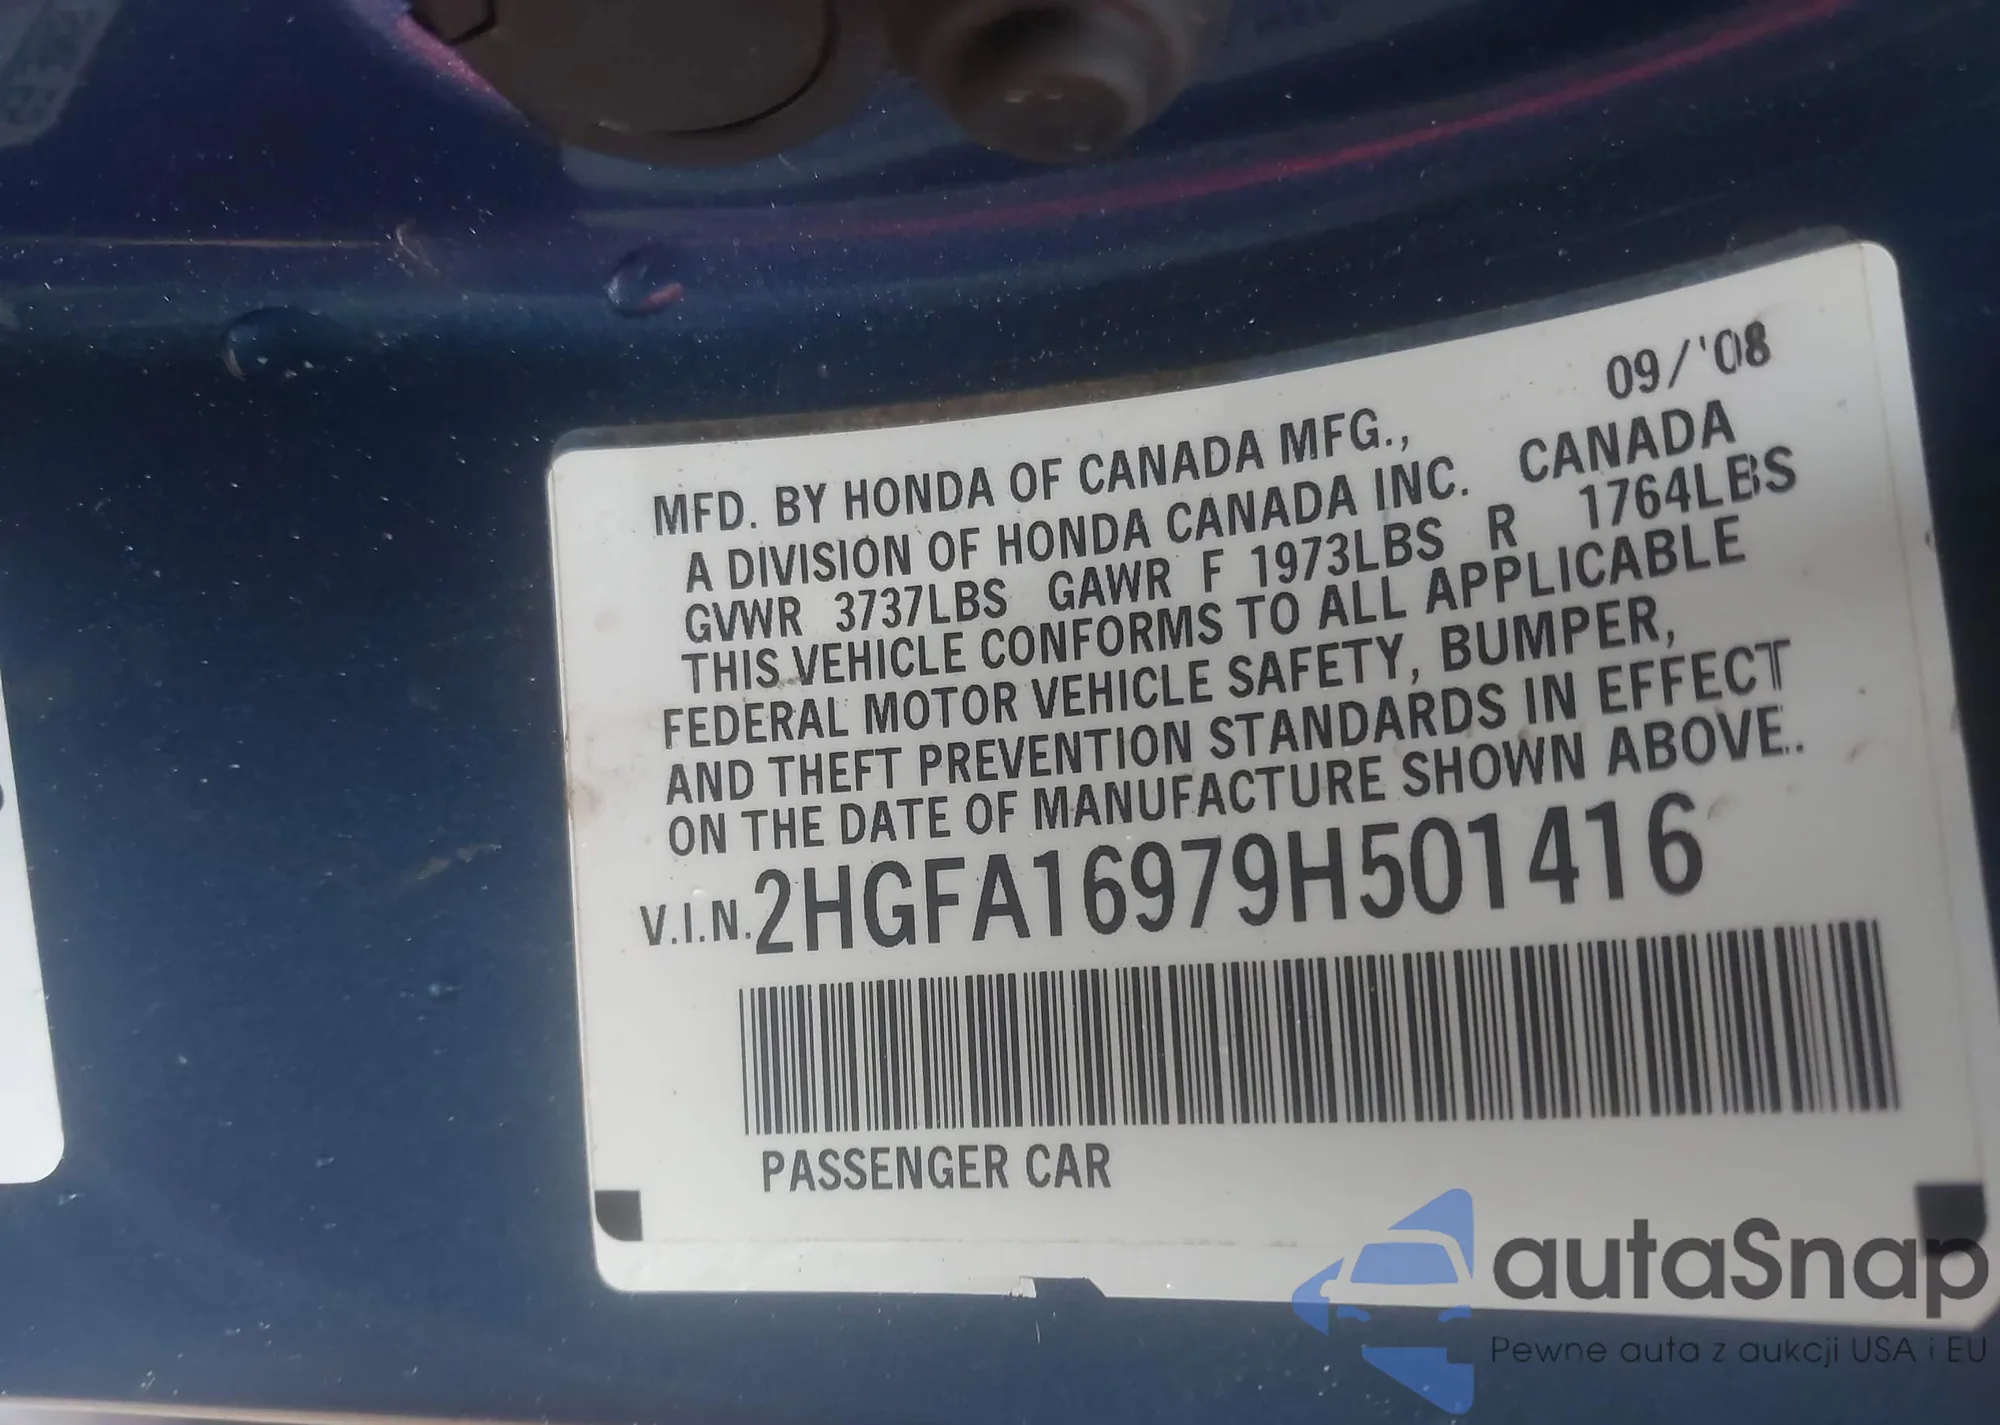 09/'08
MFD. BY HONDA OF CANADA MFG.,
A DIVISION OF HONDA CANADA INC. CANADA
GVWR 3737LBS GAWR F 1973LBS R 1764LBS
THIS VEHICLE CONFORMS TO ALL APPLICABLE
FEDERAL MOTOR VEHICLE SAFETY, BUMPER,
AND THEFT PREVENTION STANDARDS IN EFFECT
ON THE DATE OF MANUFACTURE SHOWN ABOVE.
V.I.N. 2HGFA16979H501416
PASSENGER CAR
autaSnap
Pewne auta z aukcji USA i EU